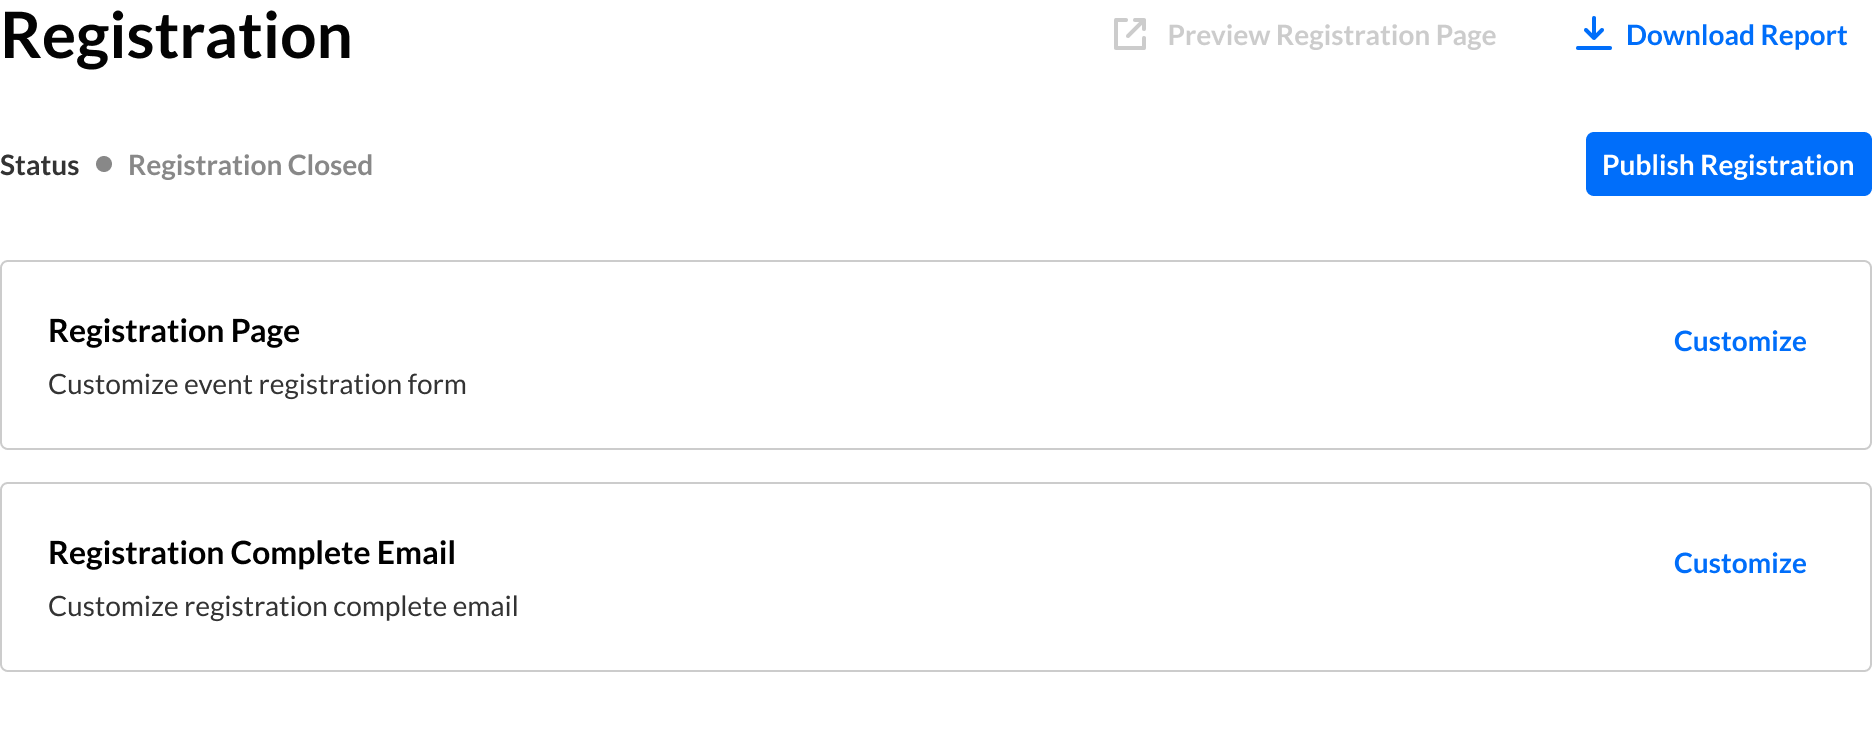 Registration
Preview Registration Page
Download Report
Status
Registration Closed
Publish Registration
Registration Page
Customize event registration form
Customize
Registration Complete Email
Customize registration complete email
Customize